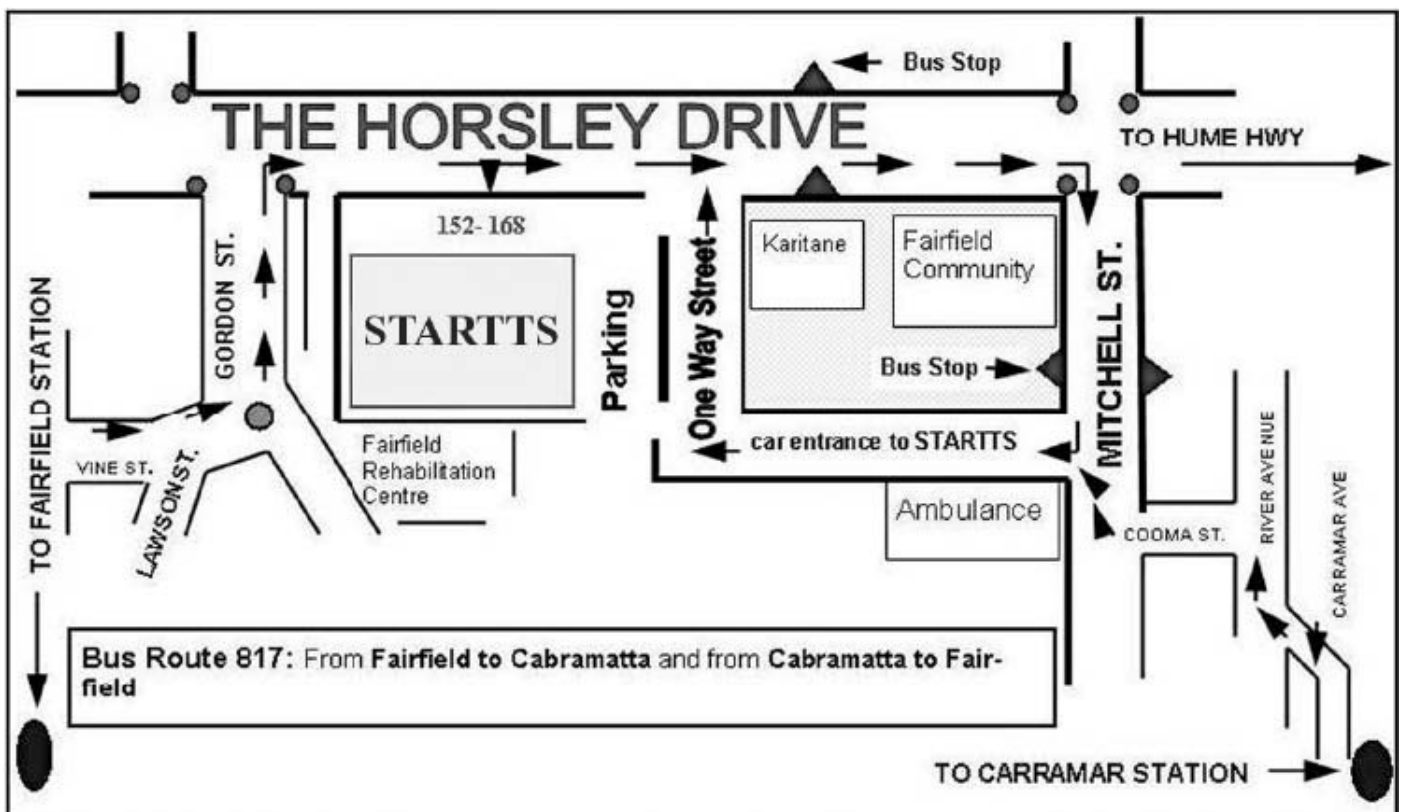 Bus Stop
THE HORSLEY DRIVE
TO HUME HWY
152-168
STARTTS
Parking
One Way Street
Karitane
Fairfield
Community
Bus Stop
MITCHELL ST.
GORDON ST.
TO FAIRFIELD STATION
VINE ST.
LAWSON ST.
Fairfield
Rehabilitation
Centre
car entrance to STARTTS
Ambulance
COOMA ST.
RIVER AVENUE
CARRAMAR AVE
Bus Route 817: From Fairfield to Cabramatta and from Cabramatta to Fair-
field
TO CARRAMAR STATION